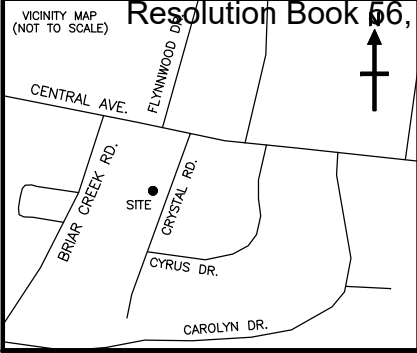 Resolution Book 56,
VICINITY MAP
(NOT TO SCALE)
FLYNNWOOD DR.
N
CENTRAL AVE.
BRIAR CREEK RD.
SITE
CRYSTAL RD.
CYRUS DR.
CAROLYN DR.